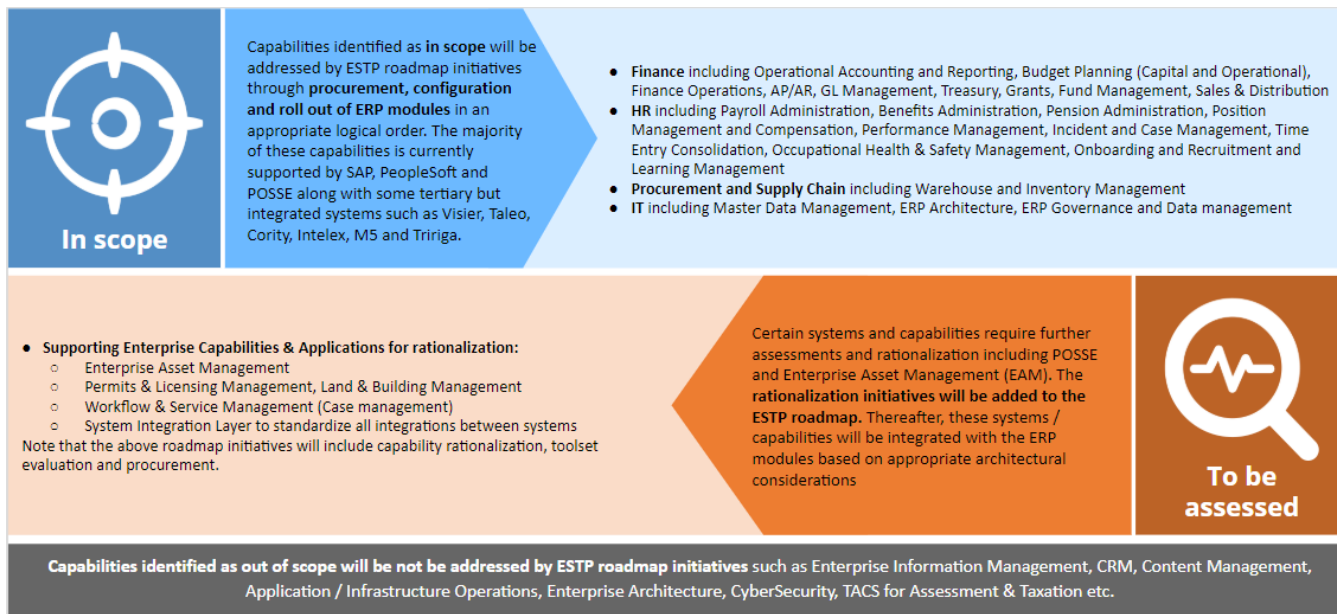 Capabilities identified as in scope will be
addressed by ESTP roadmap initiatives
through procurement, configuration
and roll out of ERP modules in an
appropriate logical order. The majority
of these capabilities is currently
supported by SAP, PeopleSoft and
POSSE along with some tertiary but
integrated systems such as Visier, Taleo,
Cority, Intelex, M5 and Tririga.
In scope
● Finance including Operational Accounting and Reporting, Budget Planning (Capital and Operational),
Finance Operations, AP/AR, GL Management, Treasury, Grants, Fund Management, Sales & Distribution
● HR including Payroll Administration, Benefits Administration, Pension Administration, Position
Management and Compensation, Performance Management, Incident and Case Management, Time
Entry Consolidation, Occupational Health & Safety Management, Onboarding and Recruitment and
Learning Management
● Procurement and Supply Chain including Warehouse and Inventory Management
● IT including Master Data Management, ERP Architecture, ERP Governance and Data management
● Supporting Enterprise Capabilities & Applications for rationalization:
○ Enterprise Asset Management
○ Permits & Licensing Management, Land & Building Management
○ Workflow & Service Management (Case management)
○ System Integration Layer to standardize all integrations between systems
Note that the above roadmap initiatives will include capability rationalization, toolset
evaluation and procurement.
Certain systems and capabilities require further
assessments and rationalization including POSSE
and Enterprise Asset Management (EAM). The
rationalization initiatives will be added to the
ESTP roadmap. Thereafter, these systems /
capabilities will be integrated with the ERP
modules based on appropriate architectural
considerations
To be
assessed
Capabilities identified as out of scope will be not be addressed by ESTP roadmap initiatives such as Enterprise Information Management, CRM, Content Management,
Application / Infrastructure Operations, Enterprise Architecture, CyberSecurity, TACS for Assessment & Taxation etc.